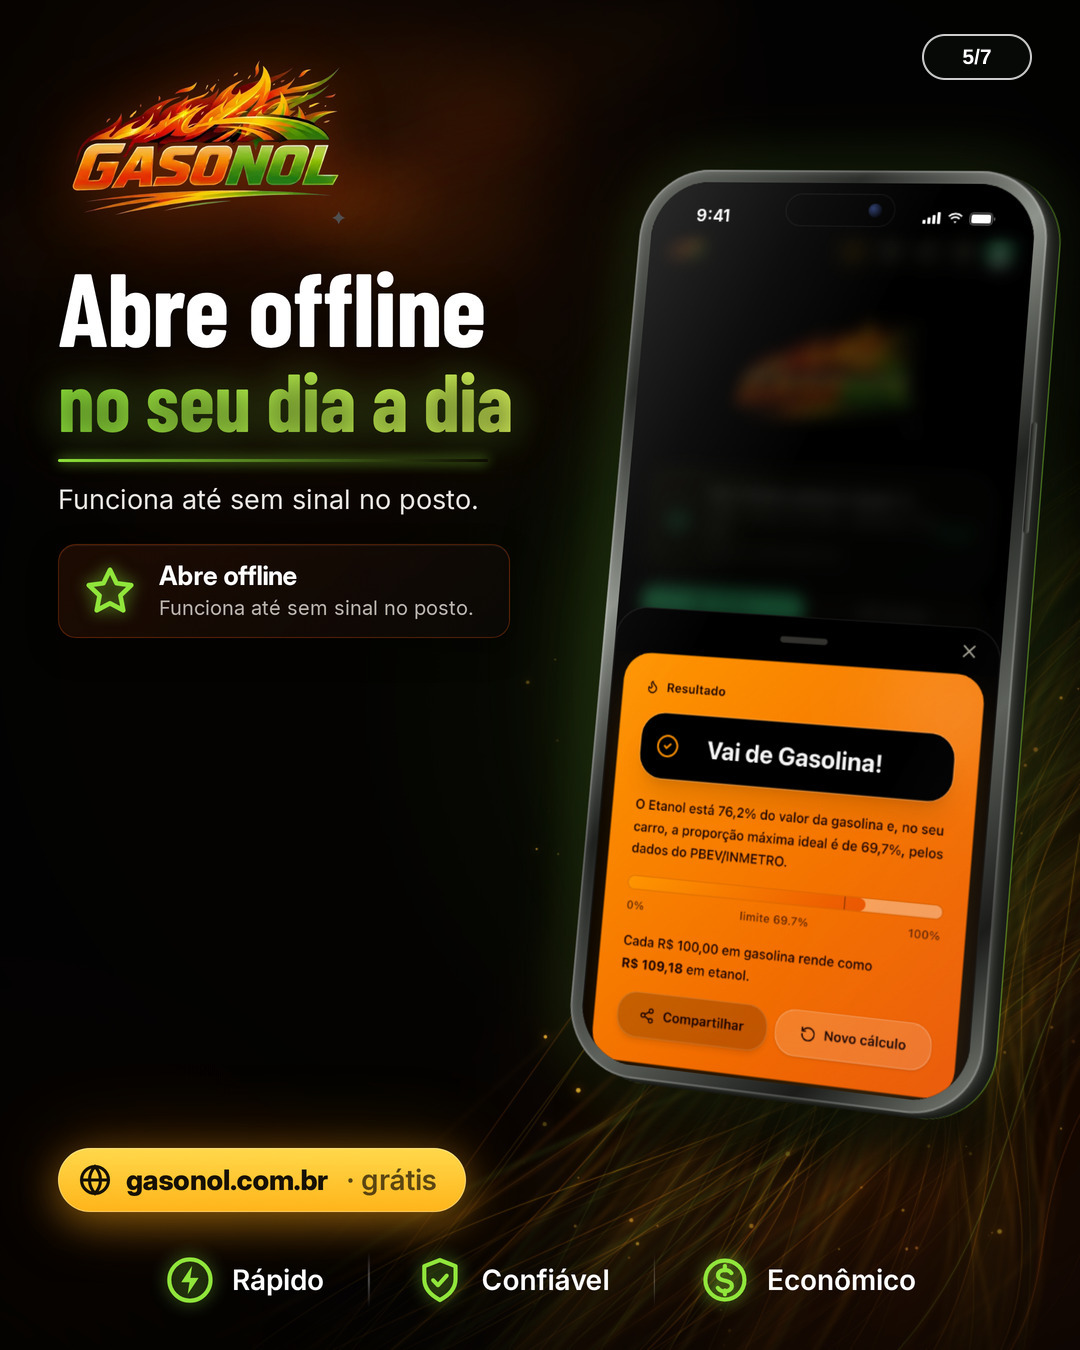 5/7
GASONOL
Abre offline
no seu dia a dia
Funciona até sem sinal no posto.
Abre offline
Funciona até sem sinal no posto.
9:41
Resultado
Vai de Gasolina!
O Etanol está 76,2% do valor da gasolina e, no seu
carro, a proporção máxima ideal é de 69,7%, pelos
dados do PBEV/INMETRO.
0%
limite 69.7%
100%
Cada R$ 100,00 em gasolina rende como
R$ 109,18 em etanol.
Compartilhar
Novo cálculo
gasonol.com.br · grátis
Rápido
Confiável
Econômico